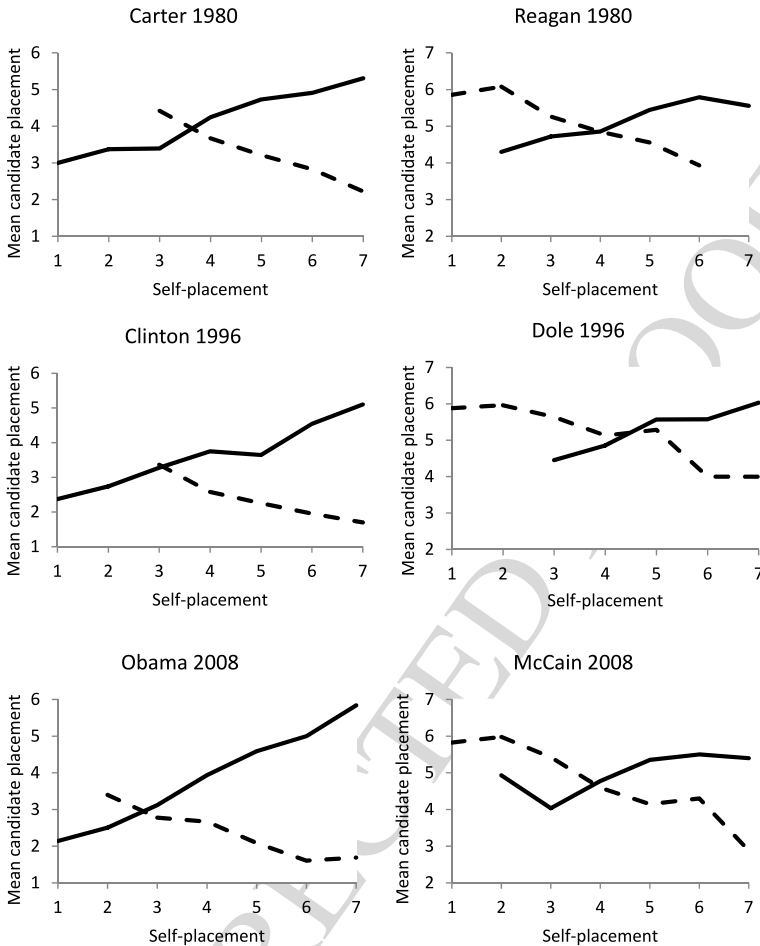 Carter 1980
Mean candidate placement
6
5
4
3
2
1
1 2 3 4 5 6 7
Self-placement
Reagan 1980
Mean candidate placement
7
6
5
4
3
2
1 2 3 4 5 6 7
Self-placement
Clinton 1996
Mean candidate placement
6
5
4
3
2
1
1 2 3 4 5 6 7
Self-placement
Dole 1996
Mean candidate placement
7
6
5
4
3
2
1 2 3 4 5 6 7
Self-placement
Obama 2008
Mean candidate placement
6
5
4
3
2
1
1 2 3 4 5 6 7
Self-placement
McCain 2008
Mean candidate placement
7
6
5
4
3
2
1 2 3 4 5 6 7
Self-placement